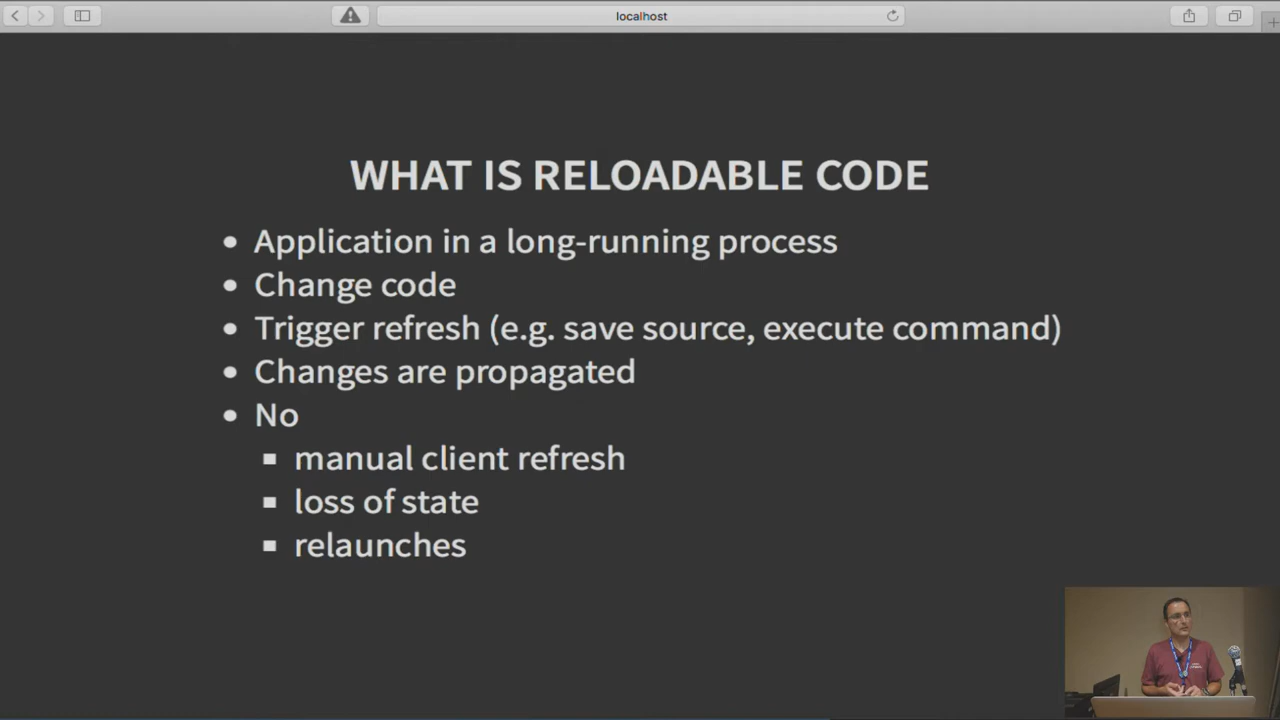 localhost
WHAT IS RELOADABLE CODE
Application in a long-running process
Change code
Trigger refresh (e.g. save source, execute command)
Changes are propagated
No
manual client refresh
loss of state
relaunches